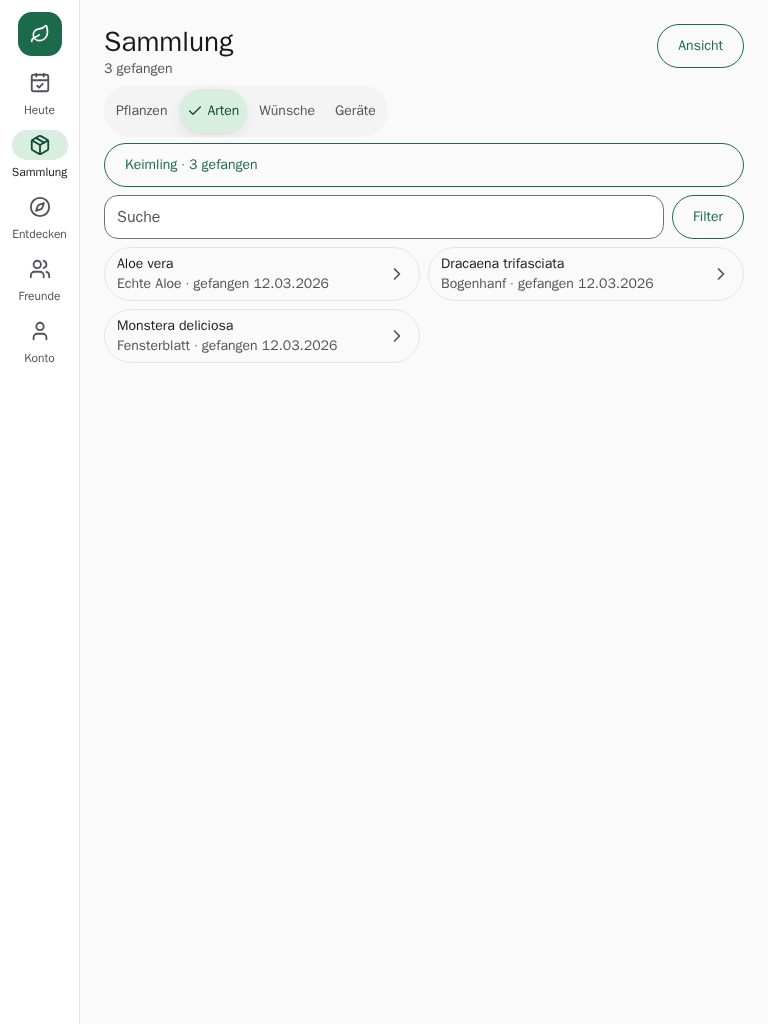 Sammlung
3 gefangen
Ansicht
Heute
Sammlung
Entdecken
Freunde
Konto
Pflanzen
Arten
Wünsche
Geräte
Keimling · 3 gefangen
Suche
Filter
Aloe vera
Echte Aloe · gefangen 12.03.2026
Dracaena trifasciata
Bogenhanf · gefangen 12.03.2026
Monstera deliciosa
Fensterblatt · gefangen 12.03.2026